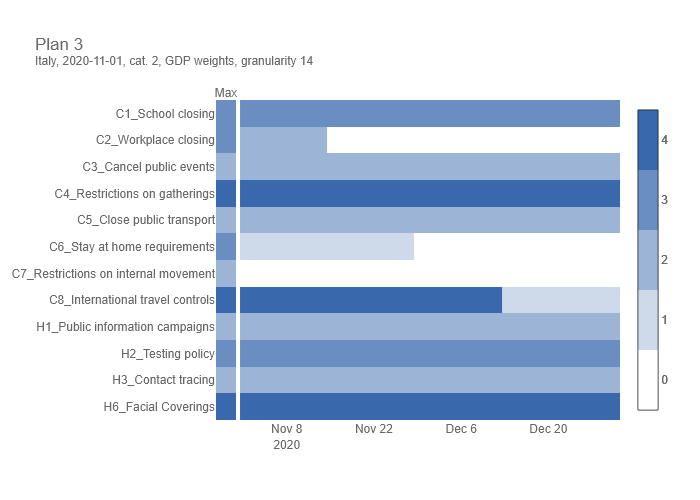 Plan 3
Italy, 2020-11-01, cat. 2, GDP weights, granularity 14
Max
C1_School closing
C2_Workplace closing
C3_Cancel public events
C4_Restrictions on gatherings
C5_Close public transport
C6_Stay at home requirements
C7_Restrictions on internal movement
C8_International travel controls
H1_Public information campaigns
H2_Testing policy
H3_Contact tracing
H6_Facial Coverings
Nov 8
2020
Nov 22
Dec 6
Dec 20
4
3
2
1
0